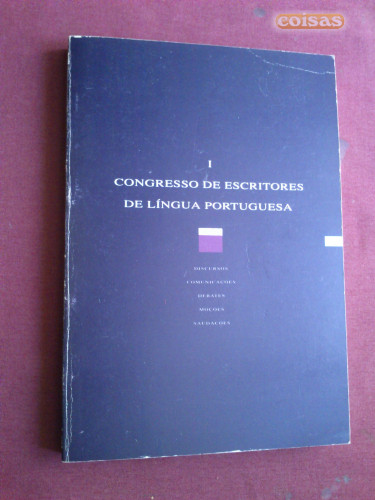 coisas
I
CONGRESSO DE ESCRITORES
DE LÍNGUA PORTUGUESA
DISCURSOS
COMUNICAÇÕES
DEBATES
MOÇÕES
SAUDAÇÕES